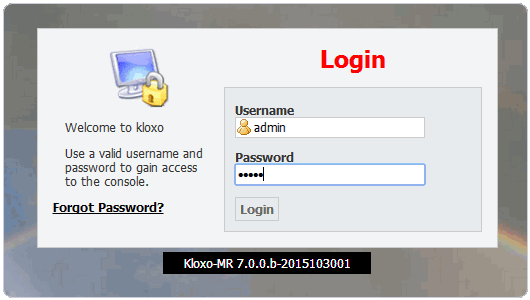 Login
Welcome to kloxo
Use a valid username and
password to gain access
to the console.
Forgot Password?
Username
admin
Password
•••••
Login
Kloxo-MR 7.0.0.b-2015103001